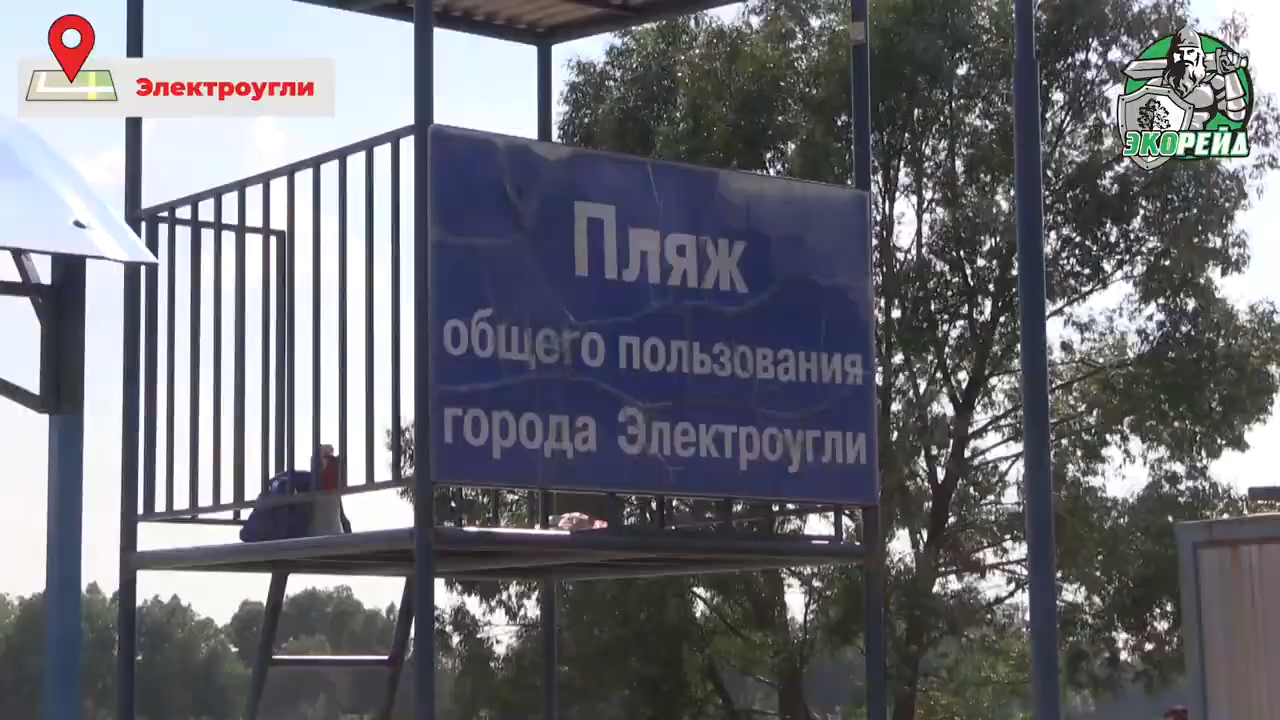 Электроугли
ЭКОРЕЙД
Пляж
общего пользования
города Электроугли